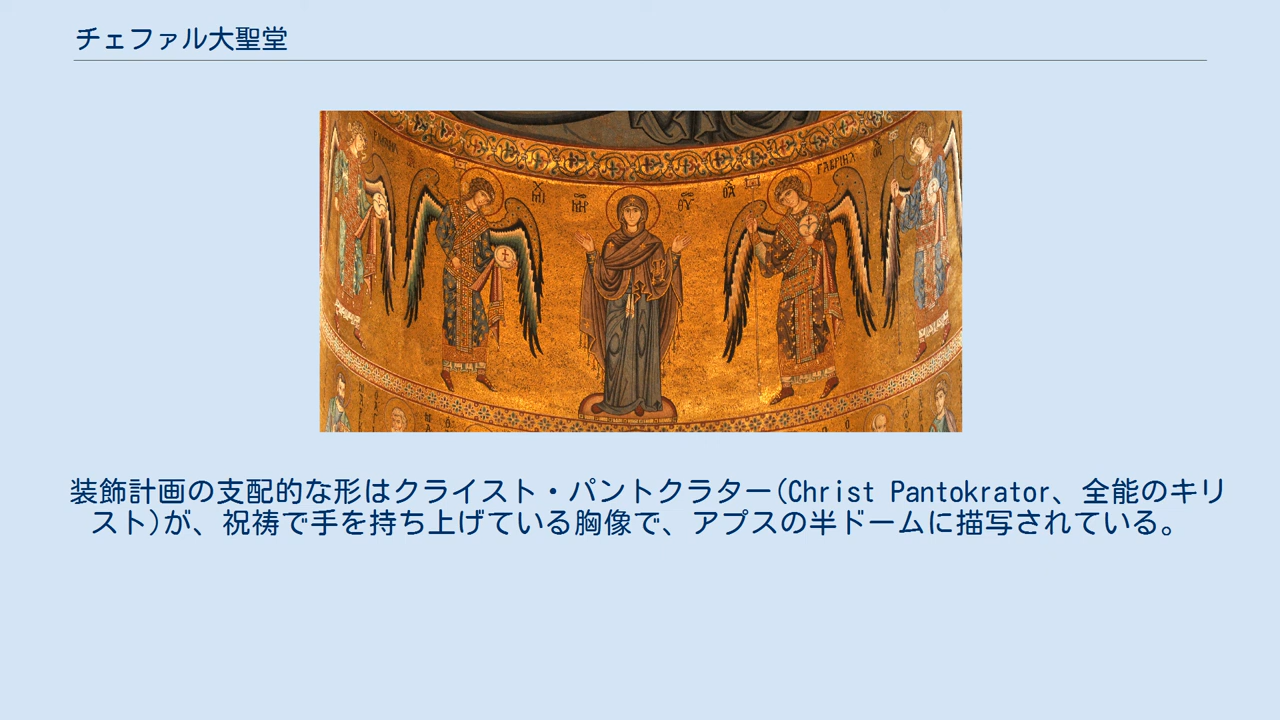 チェファル大聖堂
装飾計画の支配的な形はクライスト・パントクラター(Christ Pantokrator、全能のキリ
スト)が、祝祷で手を持ち上げている胸像で、アプスの半ドームに描写されている。